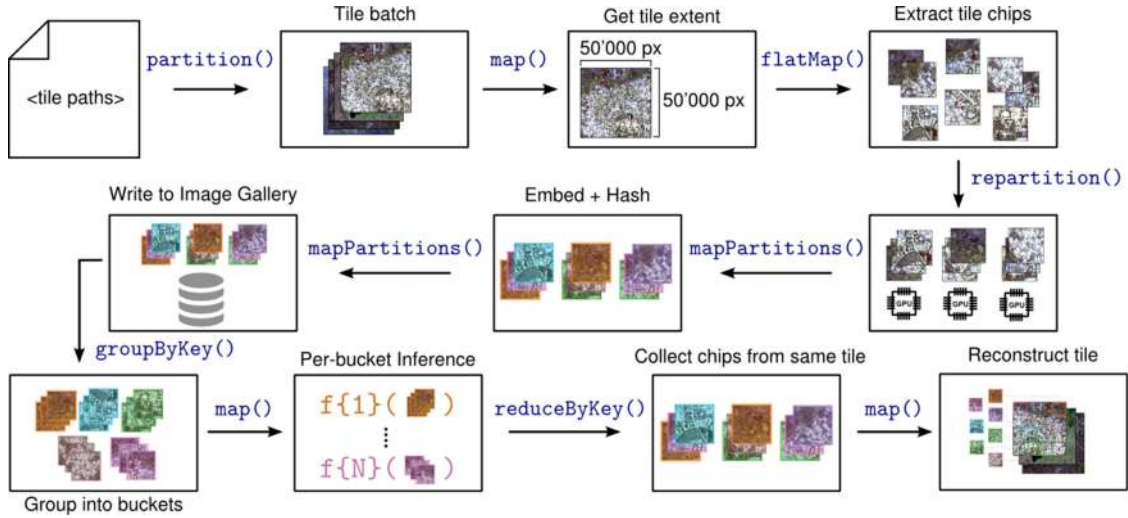 Tile batch
Get tile extent
Extract tile chips
<tile paths>
partition()
map()
50'000 px
50'000 px
flatMap()
repartition()
Write to Image Gallery
Embed + Hash
mapPartitions()
mapPartitions()
GPU
GPU
GPU
groupByKey()
Per-bucket Inference
Collect chips from same tile
Reconstruct tile
map()
f{1}( )
f{N}( )
reduceByKey()
map()
Group into buckets